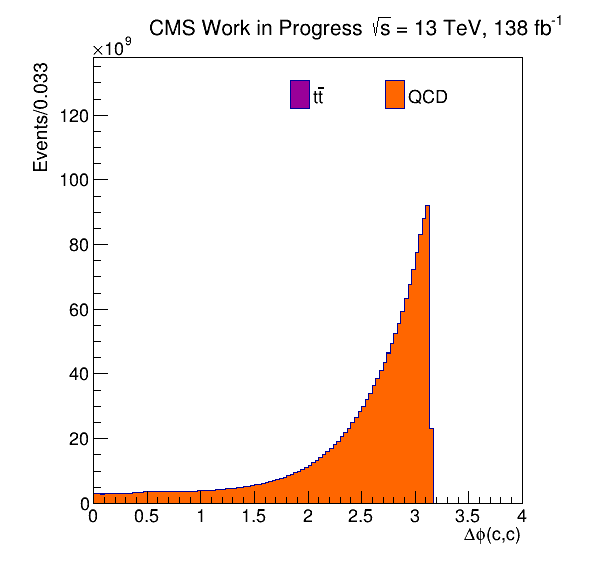 CMS Work in Progress √s = 13 TeV, 138 fb⁻¹
×10⁹
Events/0.033
tt̄
QCD
120
100
80
60
40
20
0
0 0.5 1 1.5 2 2.5 3 3.5 4
Δϕ(c,c)